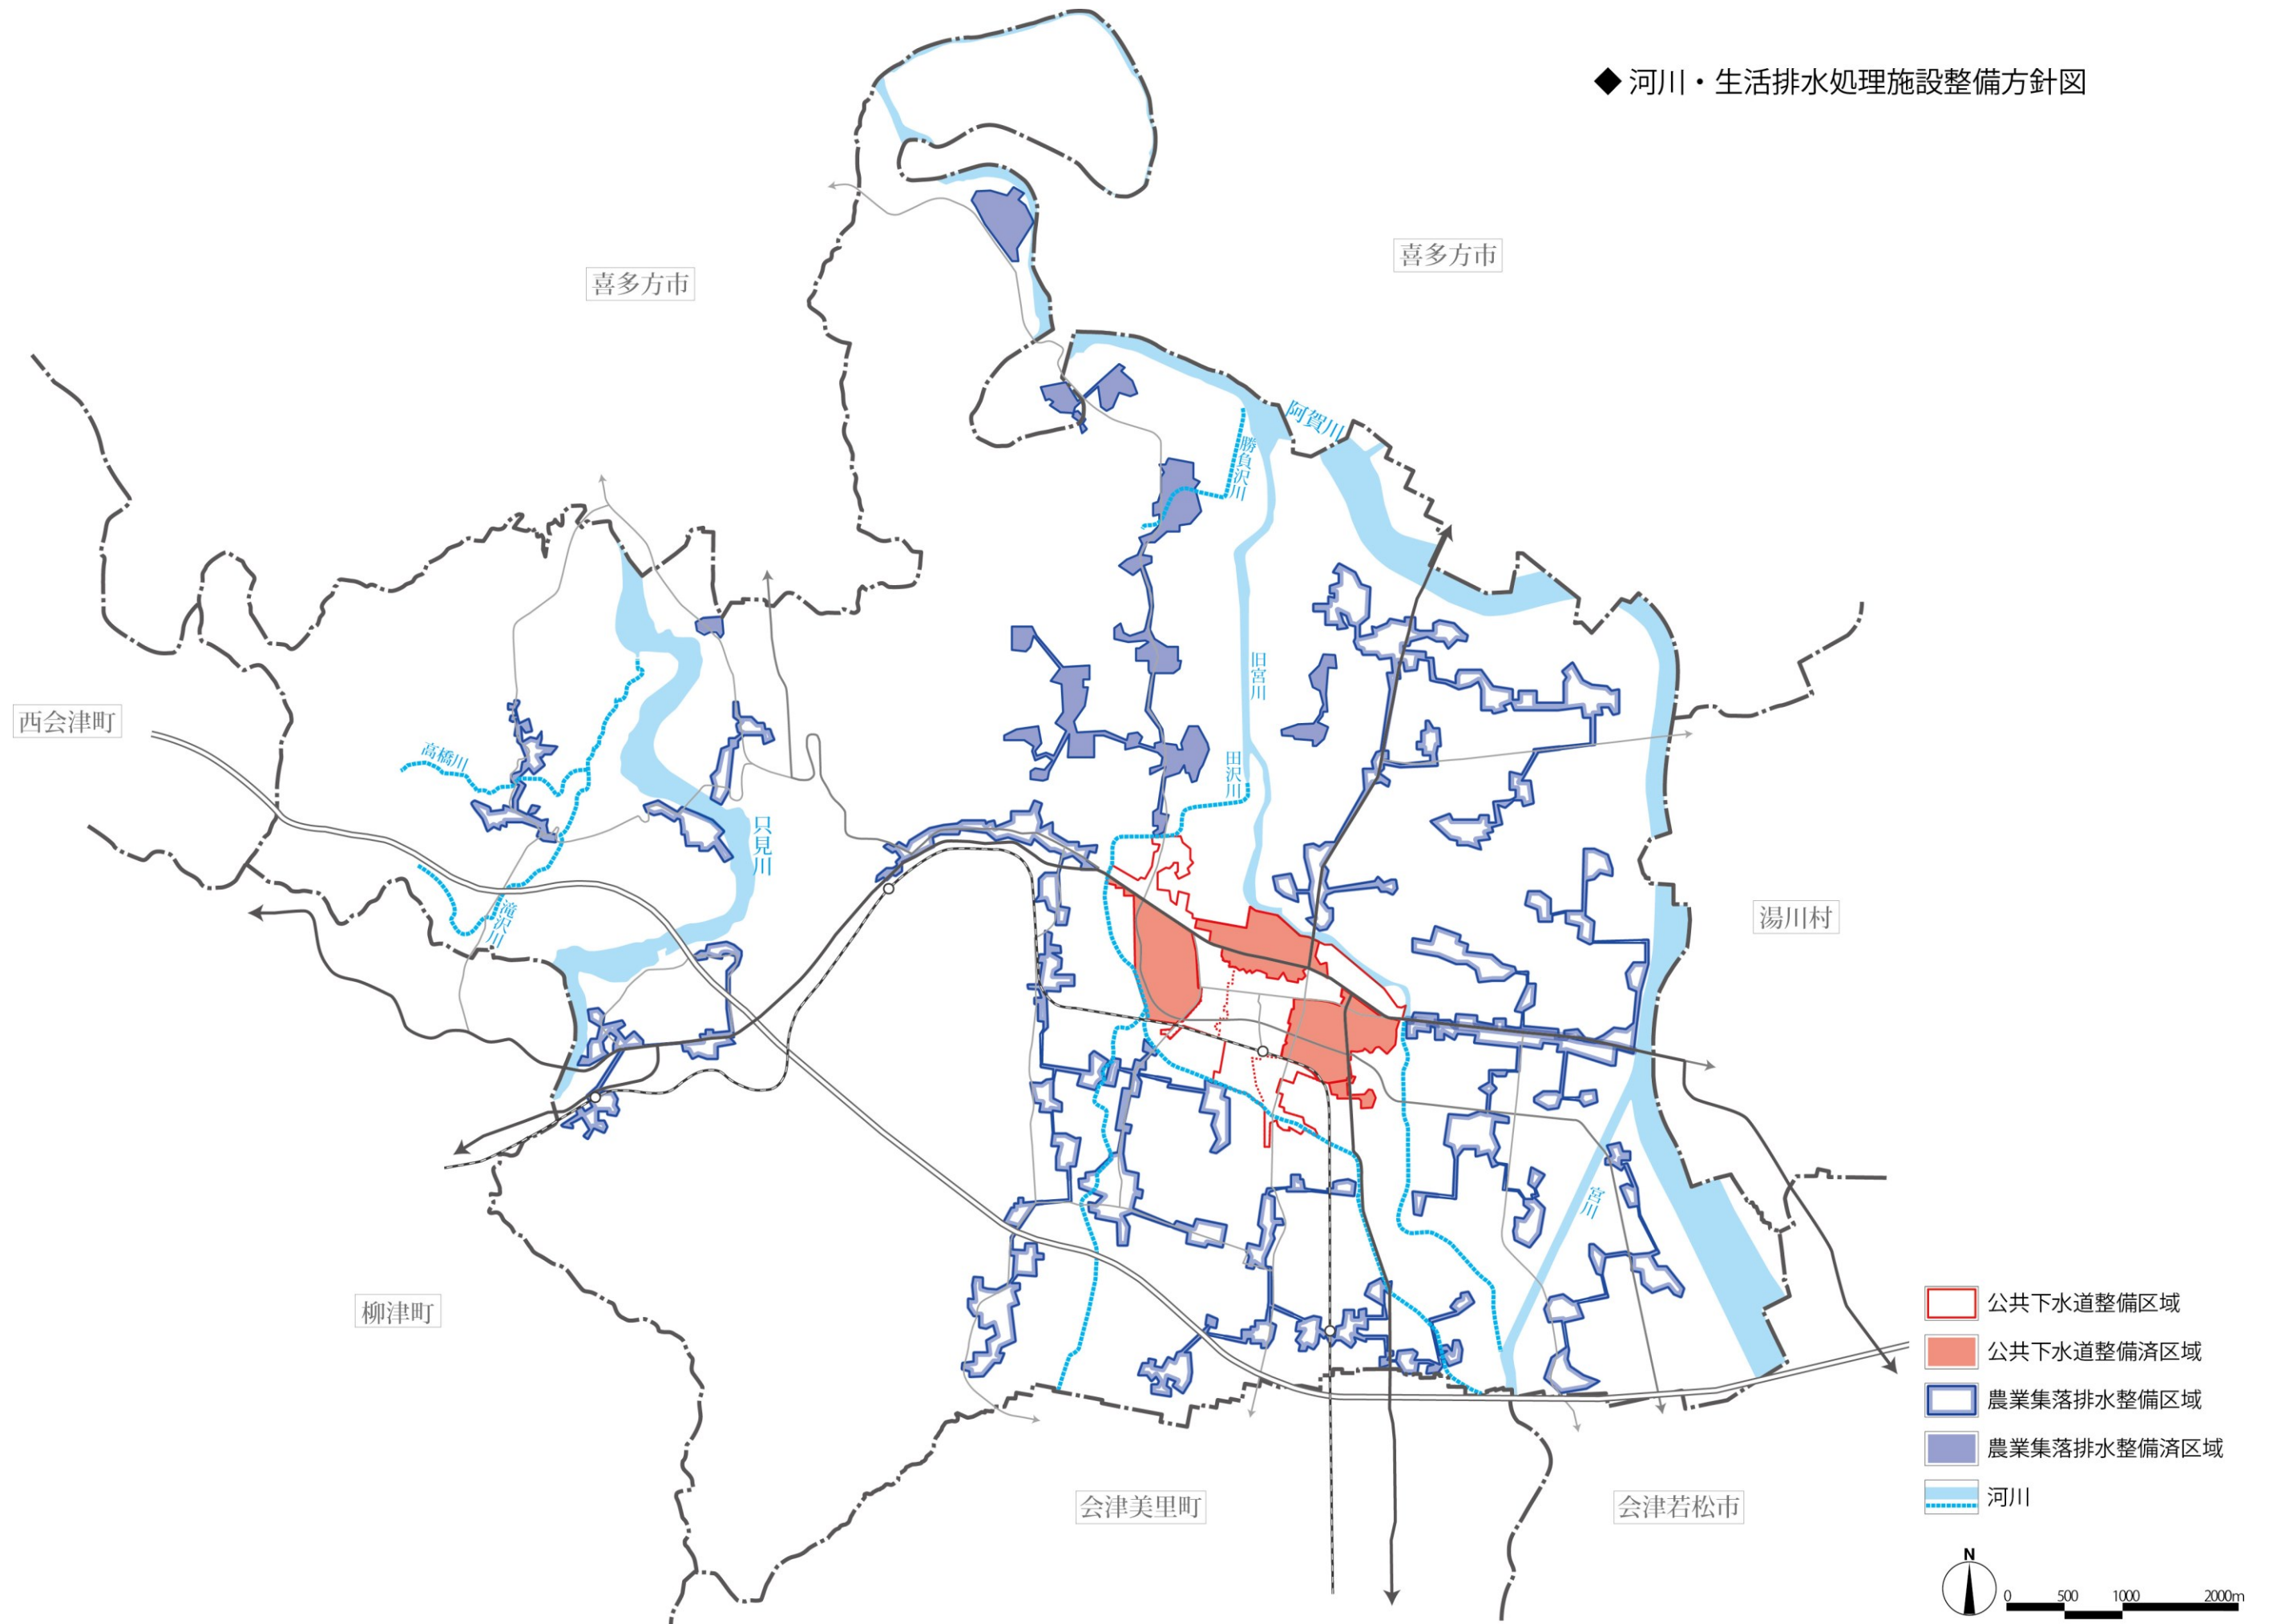 ◆ 河川・生活排水処理施設整備方針図
喜多方市
喜多方市
阿賀川
勝負沢川
旧宮川
西会津町
高橋川
田沢川
只見川
滝沢川
湯川村
宮川
柳津町
会津美里町
会津若松市
公共下水道整備区域
公共下水道整備済区域
農業集落排水整備区域
農業集落排水整備済区域
河川
N
0 500 1000 2000m